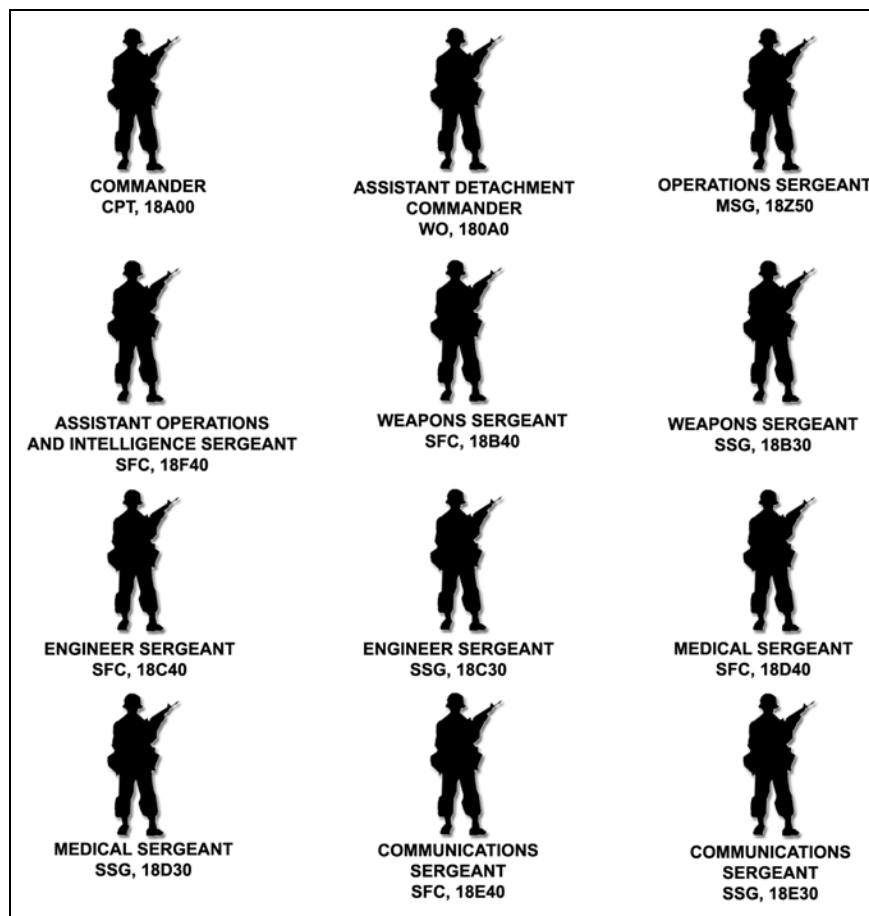 COMMANDER
CPT, 18A00
ASSISTANT DETACHMENT
COMMANDER
WO, 180A0
OPERATIONS SERGEANT
MSG, 18Z50
ASSISTANT OPERATIONS
AND INTELLIGENCE SERGEANT
SFC, 18F40
WEAPONS SERGEANT
SFC, 18B40
WEAPONS SERGEANT
SSG, 18B30
ENGINEER SERGEANT
SFC, 18C40
ENGINEER SERGEANT
SSG, 18C30
MEDICAL SERGEANT
SFC, 18D40
MEDICAL SERGEANT
SSG, 18D30
COMMUNICATIONS
SERGEANT
SFC, 18E40
COMMUNICATIONS
SERGEANT
SSG, 18E30